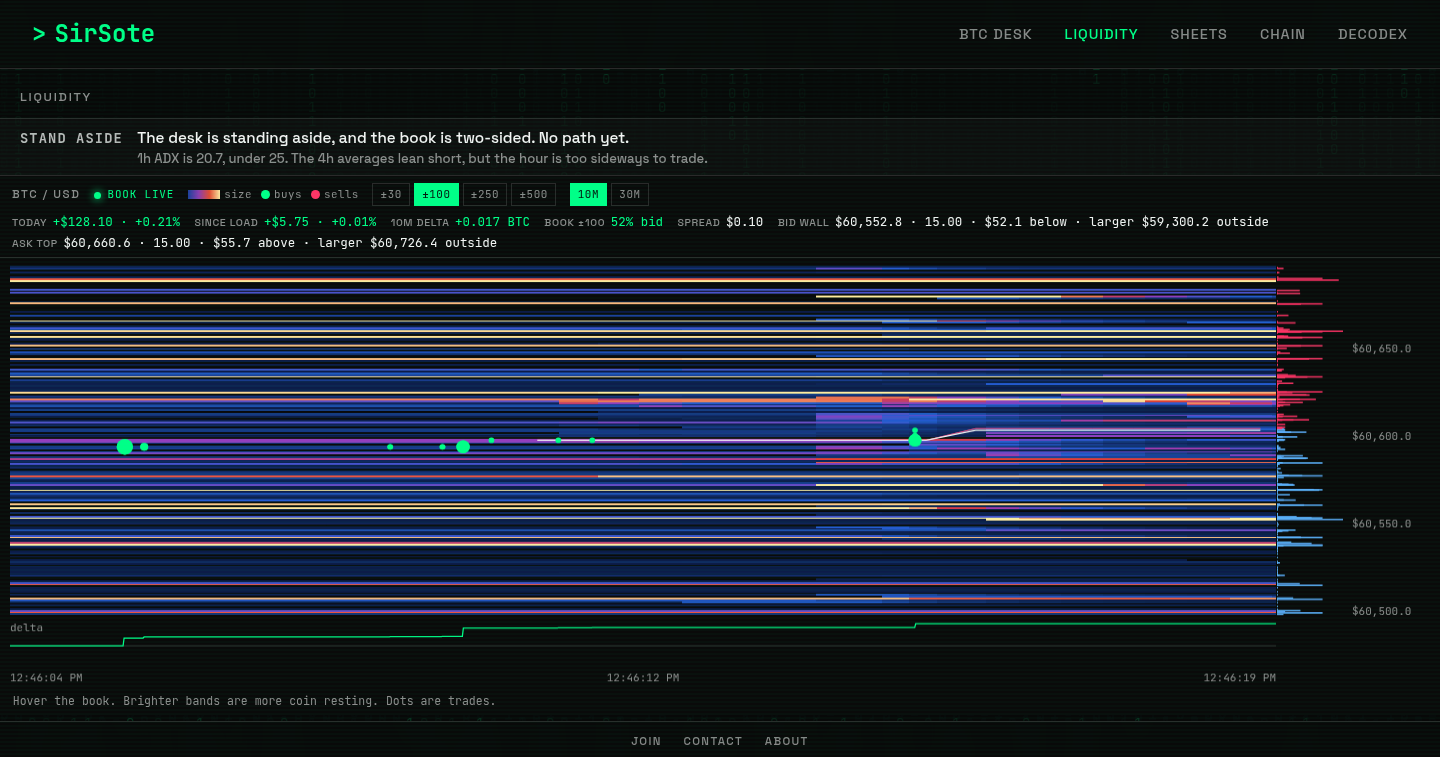 > SirSote
BTC DESK LIQUIDITY SHEETS CHAIN DECODEX
LIQUIDITY
STAND ASIDE The desk is standing aside, and the book is two-sided. No path yet.
1h ADX is 20.7, under 25. The 4h averages lean short, but the hour is too sideways to trade.
BTC / USD BOOK LIVE size buys sells ±30 ±100 ±250 ±500 10M 30M
TODAY +$128.10 · +0.21% SINCE LOAD +$5.75 · +0.01% 10M DELTA +0.017 BTC BOOK ±100 52% bid SPREAD $0.10 BID WALL $60,552.8 · 15.00 · $52.1 below · larger $59,300.2 outside
ASK TOP $60,660.6 · 15.00 · $55.7 above · larger $60,726.4 outside
$60,650.0
$60,600.0
$60,550.0
$60,500.0
delta
12:46:04 PM 12:46:12 PM 12:46:19 PM
Hover the book. Brighter bands are more coin resting. Dots are trades.
JOIN CONTACT ABOUT